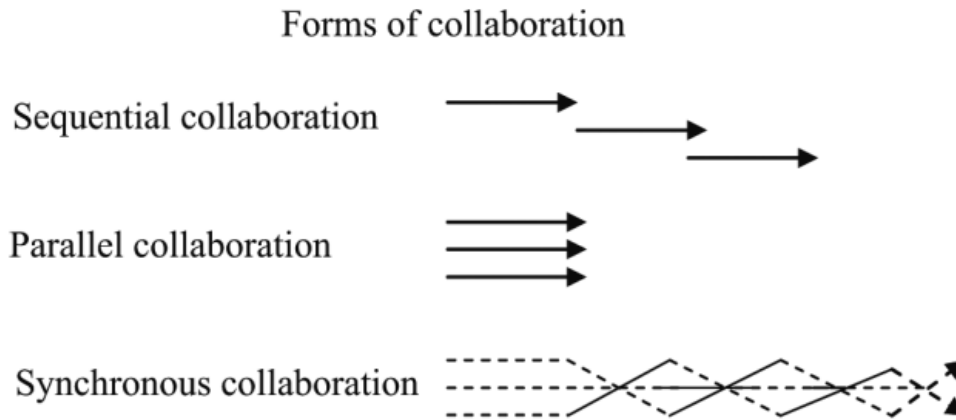 Forms of collaboration
Sequential collaboration
Parallel collaboration
Synchronous collaboration